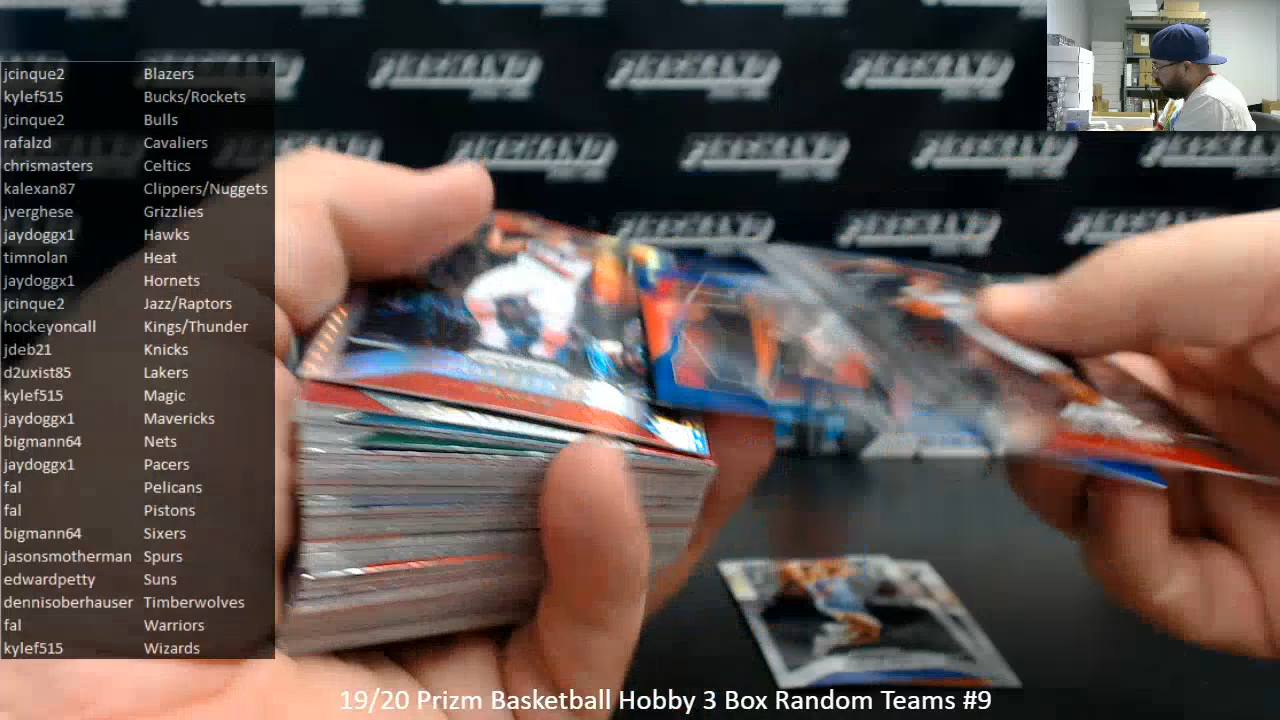 jcinque2 Blazers
kylef515 Bucks/Rockets
jcinque2 Bulls
rafalzd Cavaliers
chrismasters Celtics
kalexan87 Clippers/Nuggets
jverghese Grizzlies
jaydoggx1 Hawks
timnolan Heat
jaydoggx1 Hornets
jcinque2 Jazz/Raptors
hockeyoncall Kings/Thunder
jdeb21 Knicks
d2uxist85 Lakers
kylef515 Magic
jaydoggx1 Mavericks
bigmann64 Nets
jaydoggx1 Pacers
fal Pelicans
fal Pistons
bigmann64 Sixers
jasonsmotherman Spurs
edwardpetty Suns
dennisoberhauser Timberwolves
fal Warriors
kylef515 Wizards
19/20 Prizm Basketball Hobby 3 Box Random Teams #9